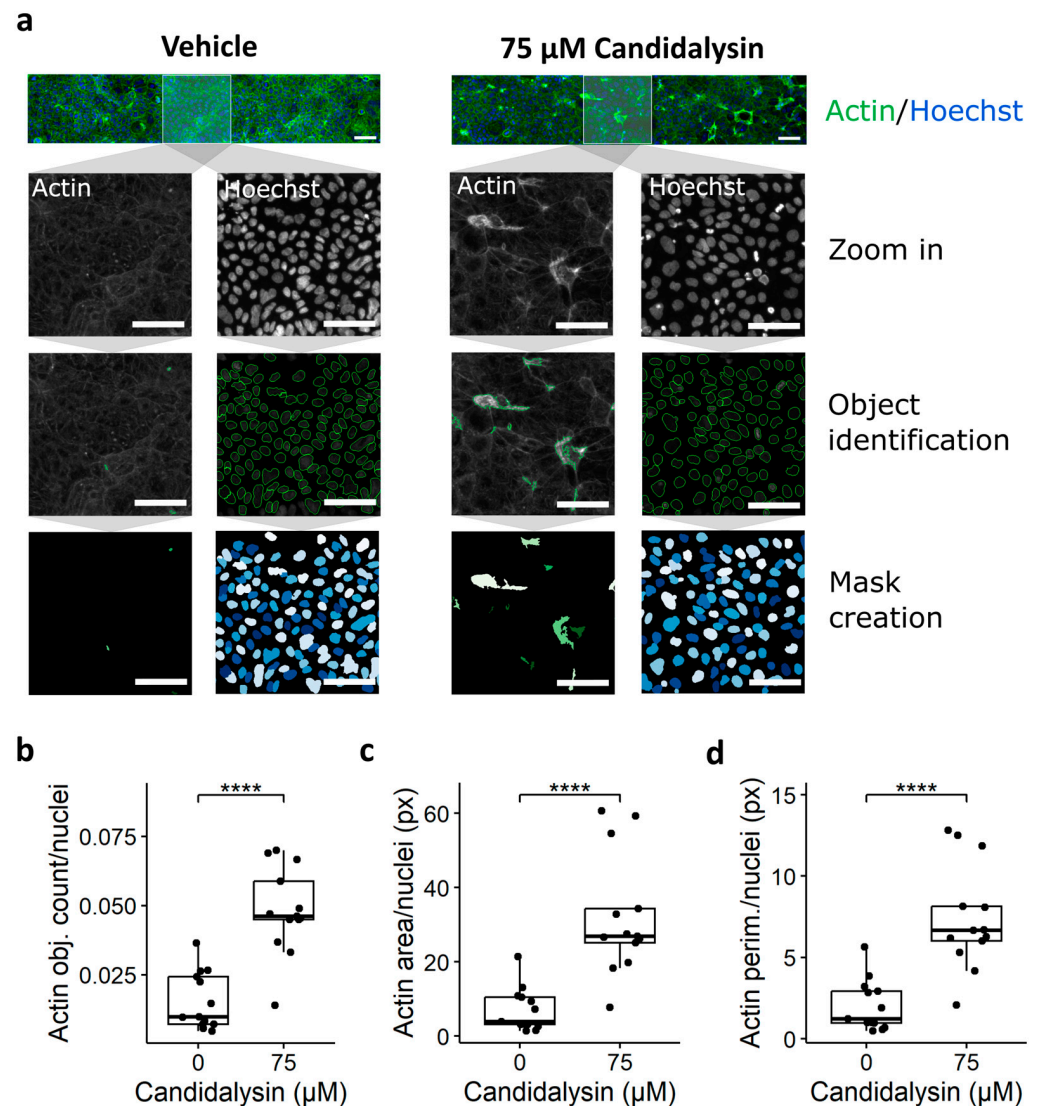 a
Vehicle
75 µM Candidalysin
Actin/Hoechst
Actin
Hoechst
Actin
Hoechst
Zoom in
Object
identification
Mask
creation
b
Actin obj. count/nuclei
0.075
0.050
0.025
****
0
75
Candidalysin (µM)
c
Actin area/nuclei (px)
60
40
20
0
****
0
75
Candidalysin (µM)
d
Actin perim./nuclei (px)
15
10
5
0
****
0
75
Candidalysin (µM)